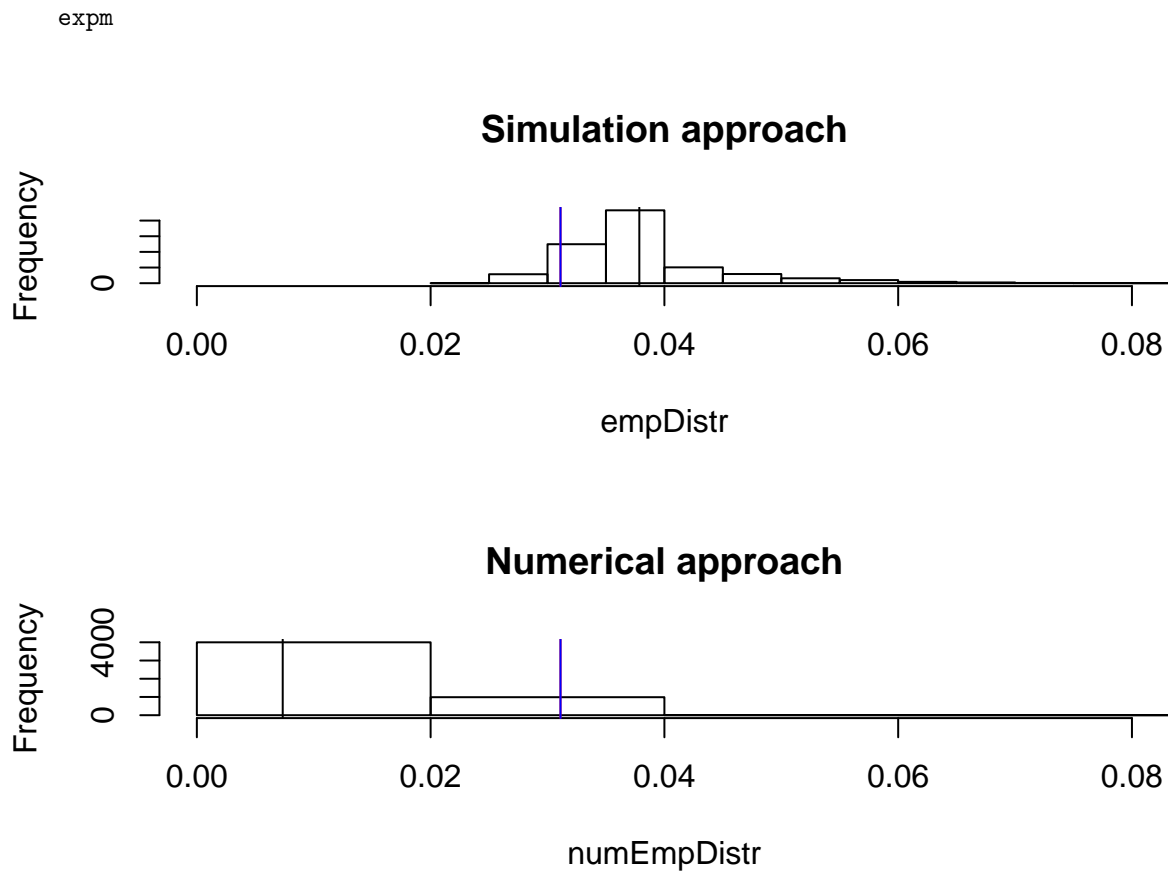 expm
Simulation approach
Frequency
0
0.00 0.02 0.04 0.06 0.08
empDistr
Numerical approach
Frequency
0 4000
0.00 0.02 0.04 0.06 0.08
numEmpDistr